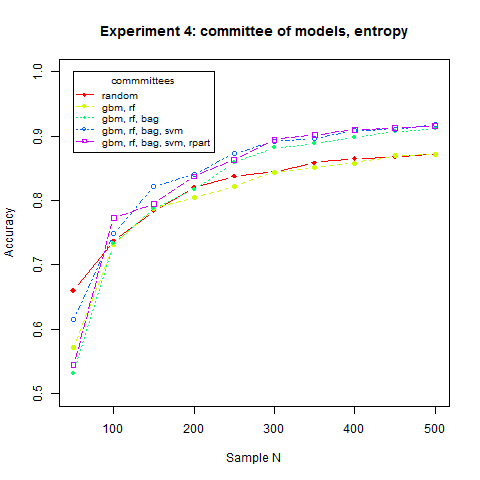 Experiment 4: committee of models, entropy
commmittees
random
gbm, rf
gbm, rf, bag
gbm, rf, bag, svm
gbm, rf, bag, svm, rpart
Accuracy
1.0
0.9
0.8
0.7
0.6
0.5
100 200 300 400 500
Sample N